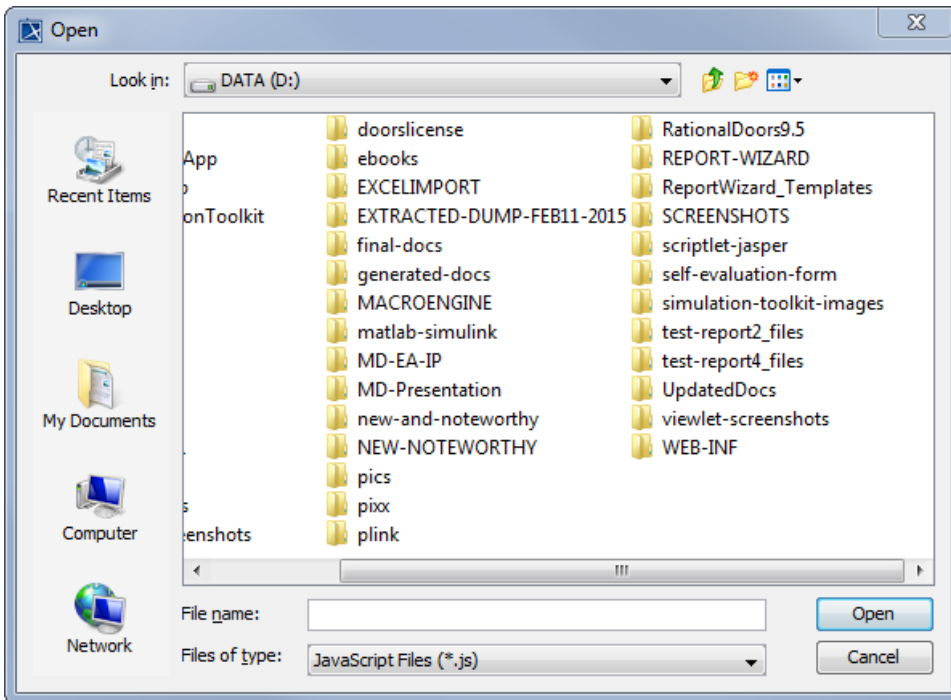 Open
Look in: DATA (D:)
Recent Items
Desktop
My Documents
Computer
Network
App
onToolkit
enshots
doorslicense
ebooks
EXCELIMPORT
EXTRACTED-DUMP-FEB11-2015
final-docs
generated-docs
MACROENGINE
matlab-simulink
MD-EA-IP
MD-Presentation
new-and-noteworthy
NEW-NOTEWORTHY
pics
pixx
plink
RationalDoors9.5
REPORT-WIZARD
ReportWizard_Templates
SCREENSHOTS
scriptlet-jasper
self-evaluation-form
simulation-toolkit-images
test-report2_files
test-report4_files
UpdatedDocs
viewlet-screenshots
WEB-INF
File name:
Open
Files of type: JavaScript Files (*.js)
Cancel